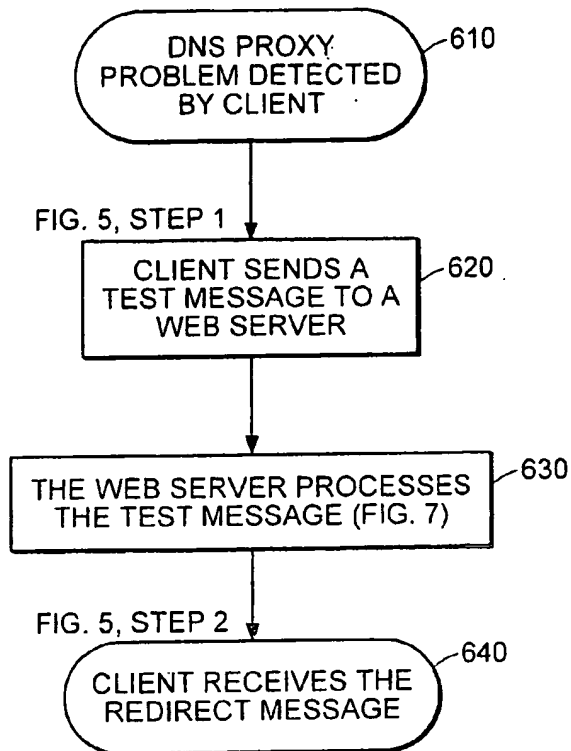 DNS PROXY
PROBLEM DETECTED
BY CLIENT
610
FIG. 5, STEP 1
CLIENT SENDS A
TEST MESSAGE TO A
WEB SERVER
620
THE WEB SERVER PROCESSES
THE TEST MESSAGE (FIG. 7)
630
FIG. 5, STEP 2
CLIENT RECEIVES THE
REDIRECT MESSAGE
640